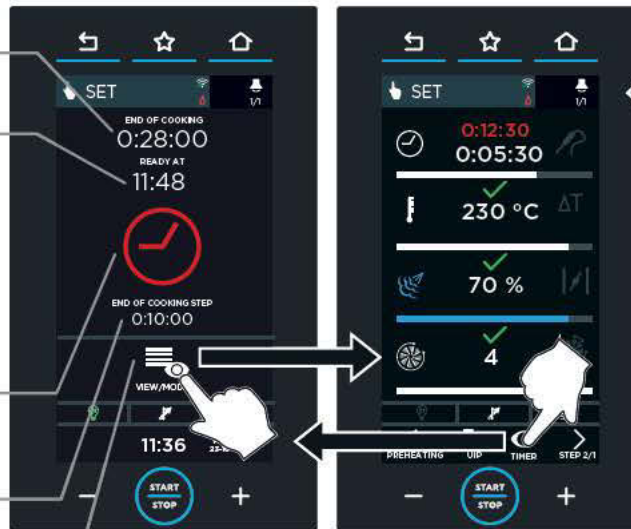 SET
1/1
END OF COOKING
0:28:00
READY AT
11:48
END OF COOKING STEP
0:10:00
VIEW/MOD
11:36
START
STOP
SET
1/1
0:12:30
0:05:30
230 °C
ΔT
70 %
4
PREHEATING
TIMER
STEP 2/1
START
STOP